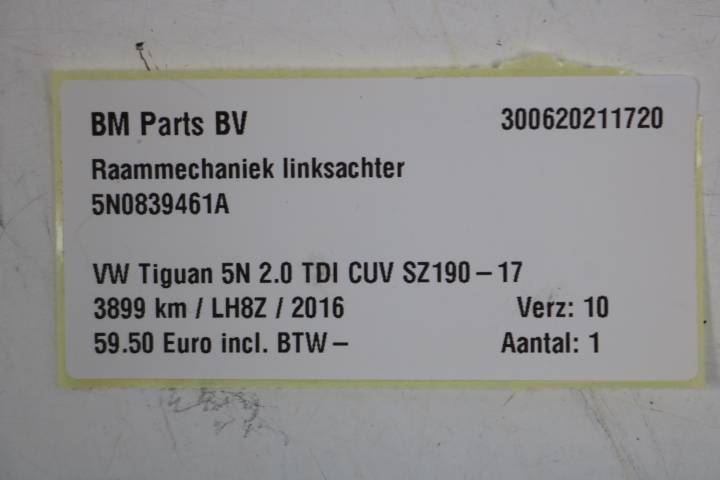 BM Parts BV 300620211720
Raammechaniek linksachter
5N0839461A
VW Tiguan 5N 2.0 TDI CUV SZ190 – 17
3899 km / LH8Z / 2016 Verz: 10
59.50 Euro incl. BTW – Aantal: 1